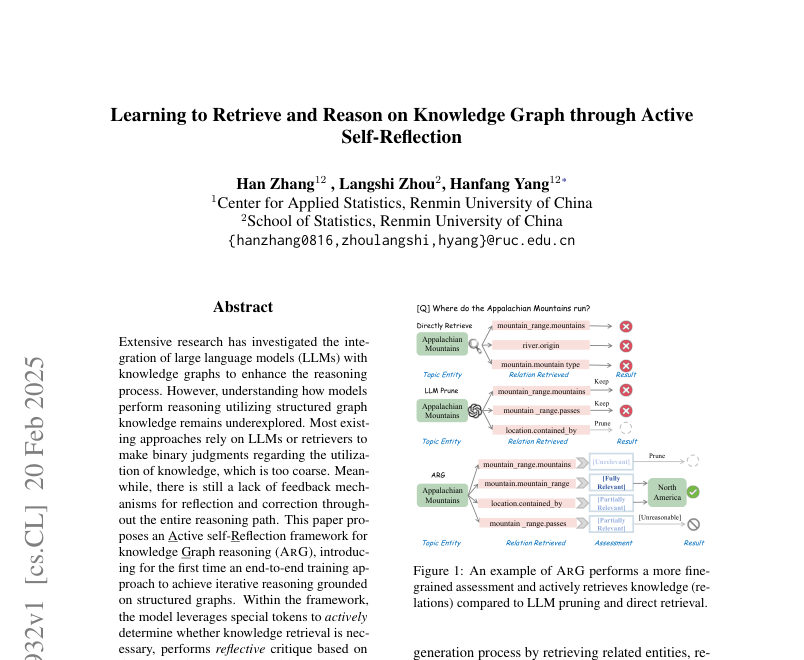 Learning to Retrieve and Reason on Knowledge Graph through Active
Self-Reflection
Han Zhang12 , Langshi Zhou2, Hanfang Yang12*
1Center for Applied Statistics, Renmin University of China
2School of Statistics, Renmin University of China
{hanzhang0816,zhoulangshi,hyang}@ruc.edu.cn
932v1 [cs.CL] 20 Feb 2025
Abstract
Extensive research has investigated the inte-
gration of large language models (LLMs) with
knowledge graphs to enhance the reasoning
process. However, understanding how models
perform reasoning utilizing structured graph
knowledge remains underexplored. Most exist-
ing approaches rely on LLMs or retrievers to
make binary judgments regarding the utiliza-
tion of knowledge, which is too coarse. Mean-
while, there is still a lack of feedback mech-
anisms for reflection and correction through-
out the entire reasoning path. This paper pro-
poses an Active self-Reflection framework for
knowledge Graph reasoning (ARG), introduc-
ing for the first time an end-to-end training ap-
proach to achieve iterative reasoning grounded
on structured graphs. Within the framework,
the model leverages special tokens to actively
determine whether knowledge retrieval is nec-
essary, performs reflective critique based on
[Q] Where do the Appalachian Mountains run?
Directly Retrieve
Appalachian
Mountains
mountain_range.mountains
river.origin
mountain.mountain type
Topic Entity
Relation Retrieved
Result
LLM Prune
Appalachian
Mountains
mountain_range.mountains
Keep
mountain_.range.passes
Keep
location.contained_by
Prune
Topic Entity
Relation Retrieved
Result
ARG
Appalachian
Mountains
mountain_range.mountains
[Unrelevant]
Prune
mountain.mountain_range
[Fully
Relevant]
location.contained_by
[Partially
Relevant]
North
America
mountain_.range.passes
[Partially
Relevant]
[Unreasonable]
Topic Entity
Relation Retrieved
Assessment
Result
Figure 1: An example of ARG performs a more fine-
grained assessment and actively retrieves knowledge (re-
lations) compared to LLM pruning and direct retrieval.
generation process by retrieving related entities, re-